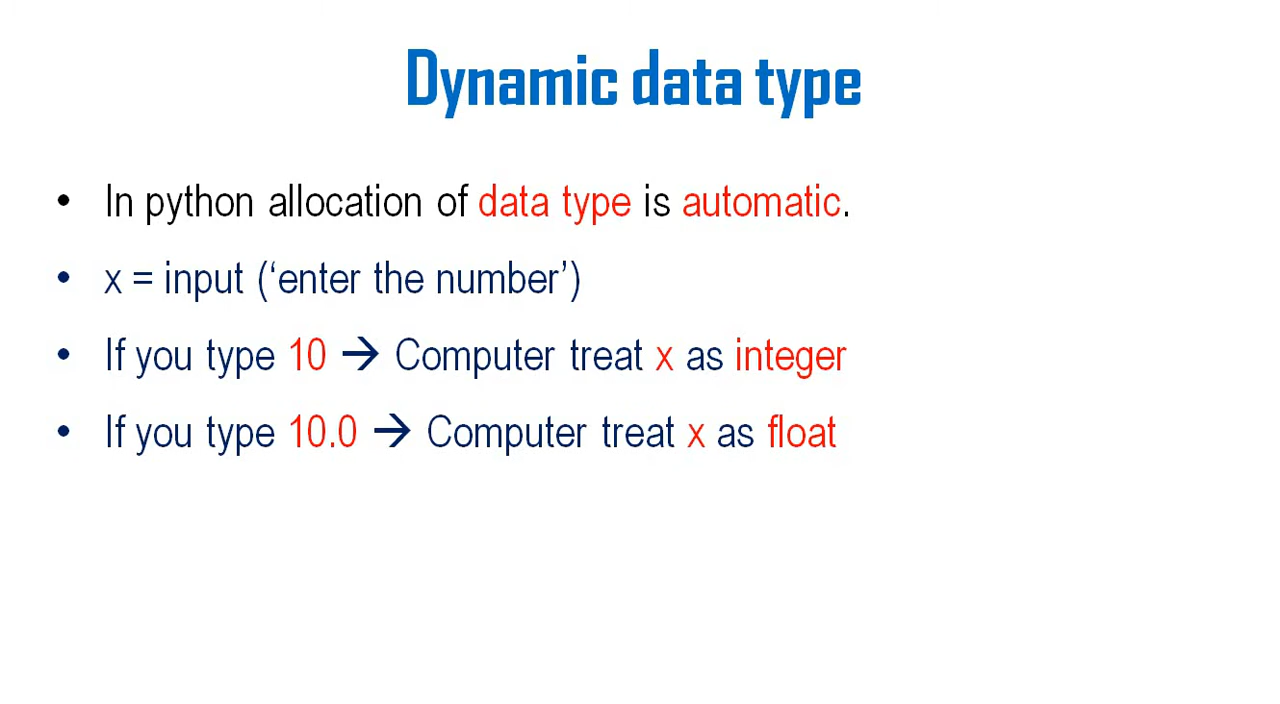 Dynamic data type
• In python allocation of data type is automatic.
• x = input (‘enter the number’)
• If you type 10 → Computer treat x as integer
• If you type 10.0 → Computer treat x as float